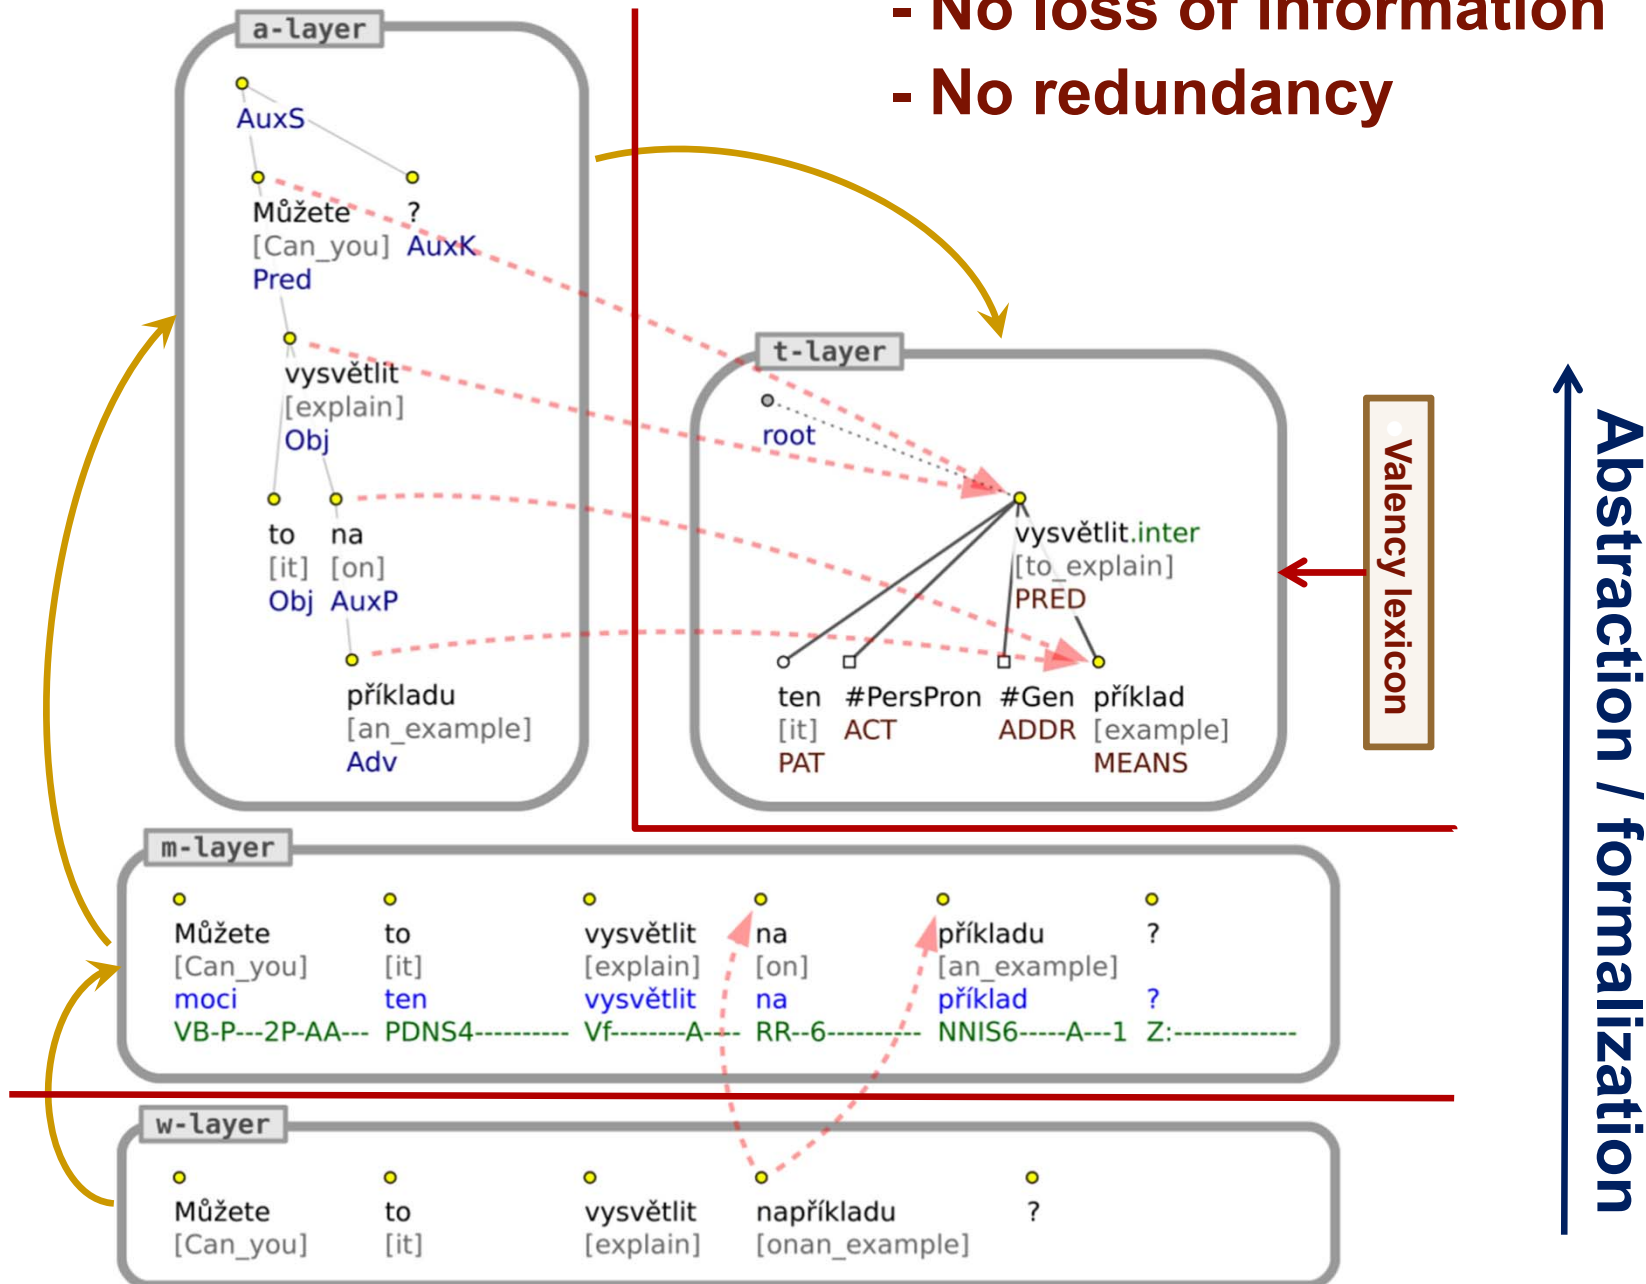 - No loss of information
- No redundancy
a-layer
AuxS
Můžete ?
[Can_you] AuxK
Pred
vysvětlit
[explain]
Obj
to na
[it] [on]
Obj AuxP
příkladu
[an_example]
Adv
t-layer
root
vysvětlit.inter
[to_explain]
PRED
ten #PersPron #Gen příklad
[it] ACT ADDR [example]
PAT MEANS
Valency lexicon
Abstraction / formalization
m-layer
Můžete to vysvětlit na příkladu ?
[Can_you] [it] [explain] [on] [an_example]
moci ten vysvětlit na příklad ?
VB-P---2P-AA--- PDNS4---------- Vf--------A---- RR--6---------- NNIS6-----A---1 Z:-------------
w-layer
Můžete to vysvětlit napříkladu ?
[Can_you] [it] [explain] [onan_example]